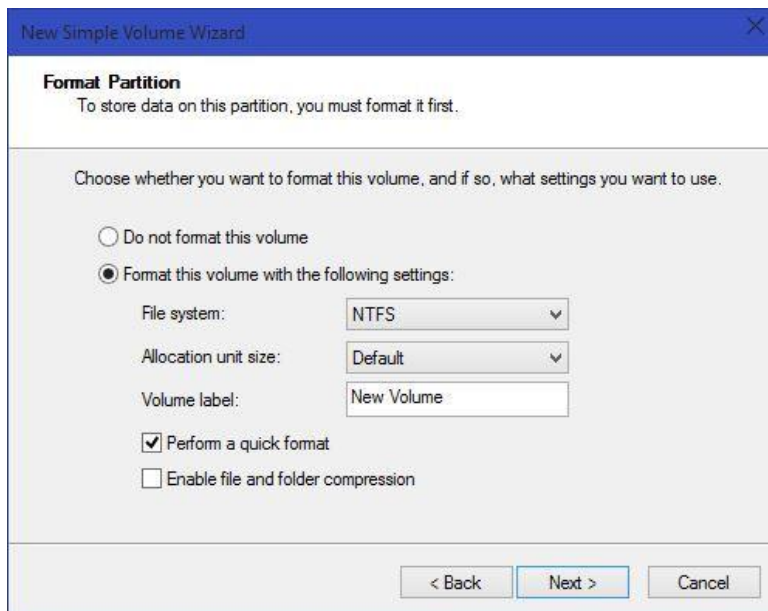 New Simple Volume Wizard
Format Partition
To store data on this partition, you must format it first.
Choose whether you want to format this volume, and if so, what settings you want to use.
Do not format this volume
Format this volume with the following settings:
File system: NTFS
Allocation unit size: Default
Volume label: New Volume
Perform a quick format
Enable file and folder compression
< Back Next > Cancel